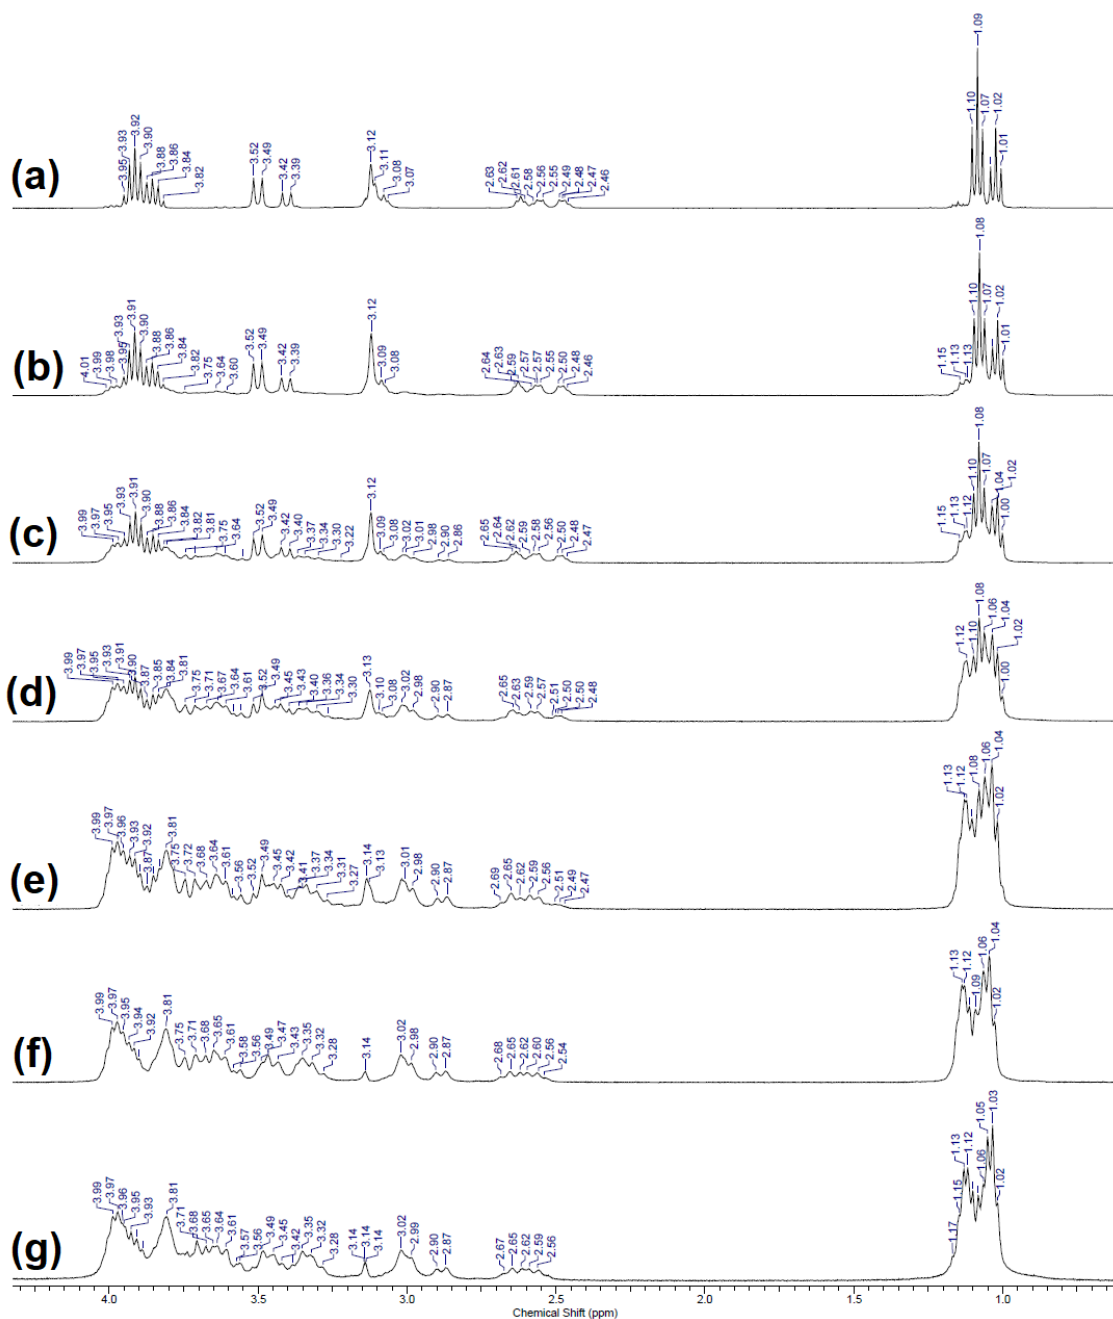 1.09
1.10 1.07 1.02 1.01
(a)
3.95 3.93 3.92 3.90 3.88 3.86 3.84 3.82 3.52 3.49 3.42 3.39 3.12 3.11 3.08 3.07 2.63 2.62 2.61 2.58 2.56 2.55 2.49 2.48 2.47 2.46
1.08
1.15 1.13 1.13 1.10 1.07 1.02 1.01
(b)
4.01 3.99 3.98 3.95 3.93 3.91 3.90 3.88 3.86 3.84 3.82 3.75 3.64 3.60 3.52 3.49 3.42 3.39 3.12 3.09 3.08 2.64 2.63 2.59 2.57 2.57 2.55 2.50 2.48 2.46
1.08
1.15 1.13 1.12 1.10 1.07 1.04 1.02 1.00
(c)
3.99 3.97 3.95 3.93 3.91 3.90 3.88 3.86 3.84 3.82 3.81 3.75 3.64 3.52 3.49 3.42 3.40 3.37 3.34 3.30 3.22 3.12 3.09 3.08 3.02 3.01 2.98 2.90 2.86 2.65 2.64 2.62 2.59 2.58 2.56 2.50 2.48 2.47
1.12 1.10 1.08 1.06 1.04 1.02 1.00
(d)
3.99 3.97 3.95 3.93 3.91 3.90 3.87 3.85 3.84 3.81 3.75 3.71 3.67 3.64 3.61 3.52 3.49 3.45 3.43 3.40 3.36 3.34 3.30 3.13 3.10 3.08 3.02 2.98 2.90 2.87 2.65 2.63 2.59 2.57 2.51 2.50 2.50 2.48
1.13 1.12 1.08 1.06 1.04 1.02
(e)
3.99 3.97 3.96 3.93 3.92 3.87 3.81 3.75 3.72 3.68 3.64 3.61 3.56 3.52 3.49 3.45 3.42 3.41 3.37 3.34 3.31 3.27 3.14 3.13 3.01 2.98 2.90 2.87 2.69 2.65 2.62 2.59 2.56 2.51 2.49 2.47
1.13 1.12 1.09 1.06 1.04 1.02
(f)
3.99 3.97 3.95 3.94 3.92 3.81 3.75 3.71 3.68 3.65 3.61 3.58 3.56 3.49 3.47 3.43 3.35 3.32 3.28 3.14 3.02 2.98 2.90 2.87 2.68 2.65 2.62 2.60 2.56 2.54
1.17 1.15 1.13 1.12 1.06 1.05 1.03 1.02
(g)
3.99 3.97 3.96 3.95 3.93 3.81 3.71 3.68 3.65 3.64 3.61 3.57 3.56 3.49 3.45 3.42 3.35 3.32 3.28 3.14 3.14 3.14 3.02 2.99 2.90 2.87 2.67 2.65 2.62 2.59 2.56
4.0 3.5 3.0 2.5 2.0 1.5 1.0
Chemical Shift (ppm)